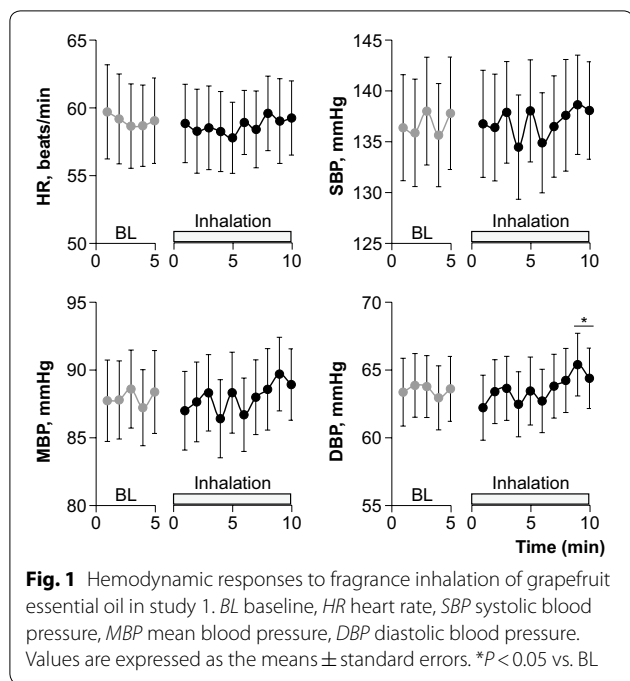 65
60
55
50
HR, beats/min
BL
Inhalation
0 5 0 5 10
145
140
135
130
125
SBP, mmHg
BL
Inhalation
0 5 0 5 10
95
90
85
80
MBP, mmHg
BL
Inhalation
0 5 0 5 10
70
65
60
55
DBP, mmHg
*
BL
Inhalation
0 5 0 5 10
Time (min)
Fig. 1 Hemodynamic responses to fragrance inhalation of grapefruit
essential oil in study 1. BL baseline, HR heart rate, SBP systolic blood
pressure, MBP mean blood pressure, DBP diastolic blood pressure.
Values are expressed as the means ± standard errors. *P < 0.05 vs. BL